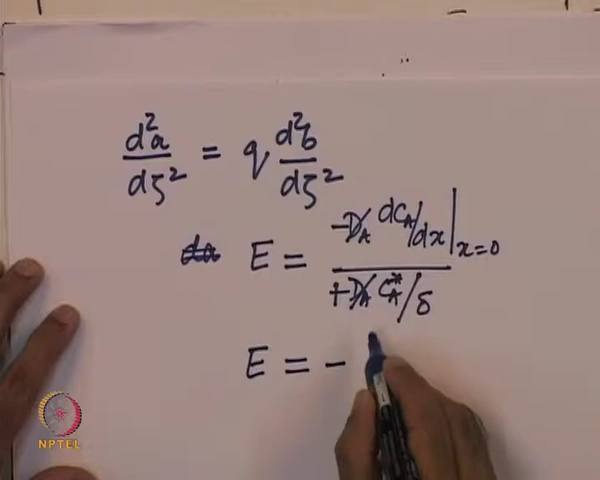 d²a/dζ² = q d²b/dζ²
E = -D_A dC_A/dx|x=0 / +D_A C_A*/δ
E = -
NPTEL